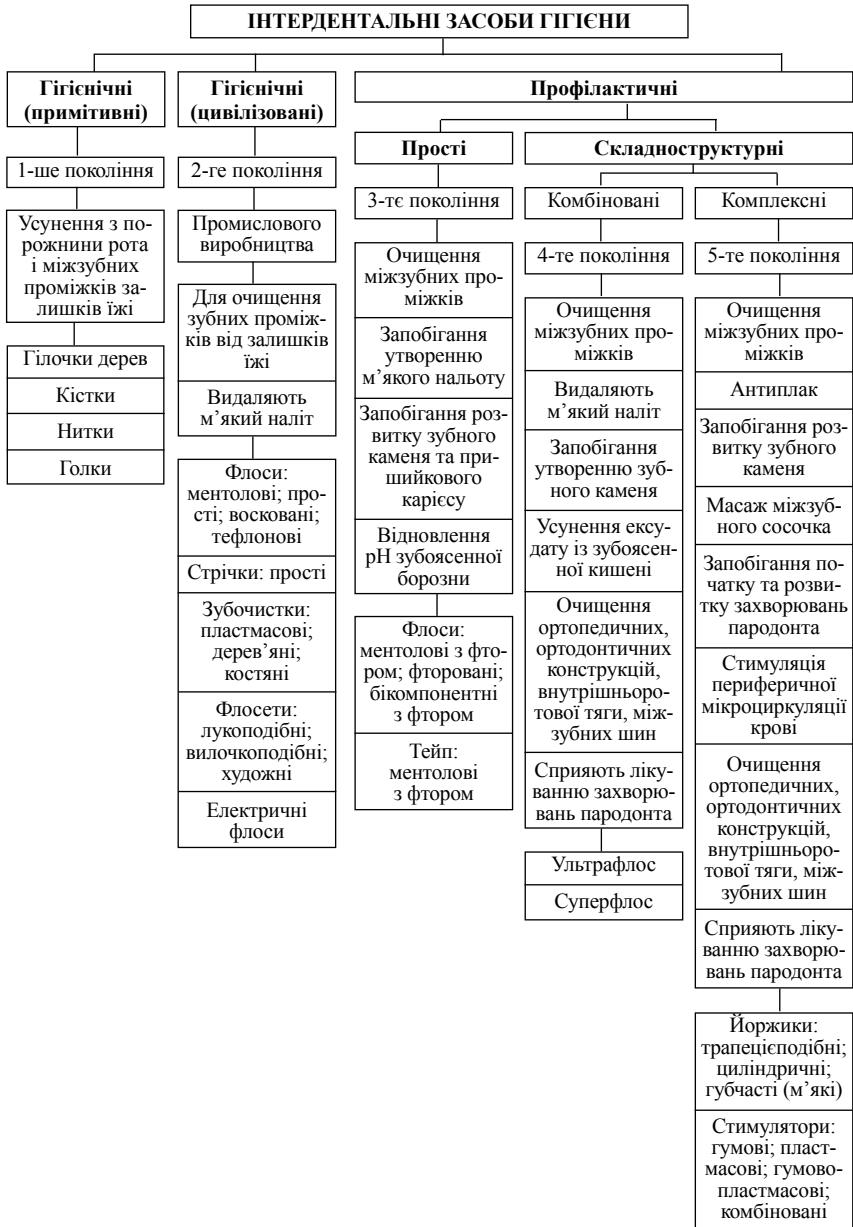 ІНТЕРДЕНТАЛЬНІ ЗАСОБИ ГІГІЄНИ
Гігієнічні
(примітивні)
1-ше покоління
Усунення з по-
рожнини рота
і міжзубних
проміжків за-
лишків їжі
Гілочки дерев
Кістки
Нитки
Голки
Гігієнічні
(цивілізовані)
2-ге покоління
Промислового
виробництва
Для очищення
зубних проміж-
ків від залишків
їжі
Видаляють
м’який наліт
Флоси:
ментолові; про-
сті; восковані;
тефлонові
Стрічки: прості
Зубочистки:
пластмасові;
дерев’яні;
костяні
Флосети:
лукоподібні;
вилочкоподібні;
художні
Електричні
флоси
Профілактичні
Прості
3-тє покоління
Очищення
міжзубних про-
міжків
Запобігання
утворенню
м’якого нальоту
Запобігання роз-
витку зубного
каменя та при-
шийкового
карієсу
Відновлення
pH зубоясенної
борозни
Флоси:
ментолові з фто-
ром; фторовані;
бікомпонентні
з фтором
Тейп:
ментолові
з фтором
Складноструктурні
Комбіновані
4-те покоління
Очищення
міжзубних про-
міжків
Видаляють
м’який наліт
Запобігання
утворенню зуб-
ного каменя
Усунення ексу-
дату із зубоясен-
ної кишені
Очищення
ортопедичних,
ортодонтичних
конструкцій,
внутрішньоро-
тової тяги, між-
зубних шин
Сприяють ліку-
ванню захворю-
вань пародонта
Ультрафлос
Суперфлос
Комплексні
5-те покоління
Очищення
міжзубних про-
міжків
Антиплак
Запобігання роз-
витку зубного
каменя
Масаж міжзуб-
ного сосочка
Запобігання по-
чатку та розви-
тку захворювань
пародонта
Стимуляція
периферичної
мікроциркуляції
крові
Очищення
ортопедичних,
ортодонтичних
конструкцій,
внутрішньоро-
тової тяги, між-
зубних шин
Сприяють ліку-
ванню захворю-
вань пародонта
Йоржики:
трапецієподібні;
циліндричні;
губчасті (м’які)
Стимулятори:
гумові; пласт-
масові; гумово-
пластмасові;
комбіновані